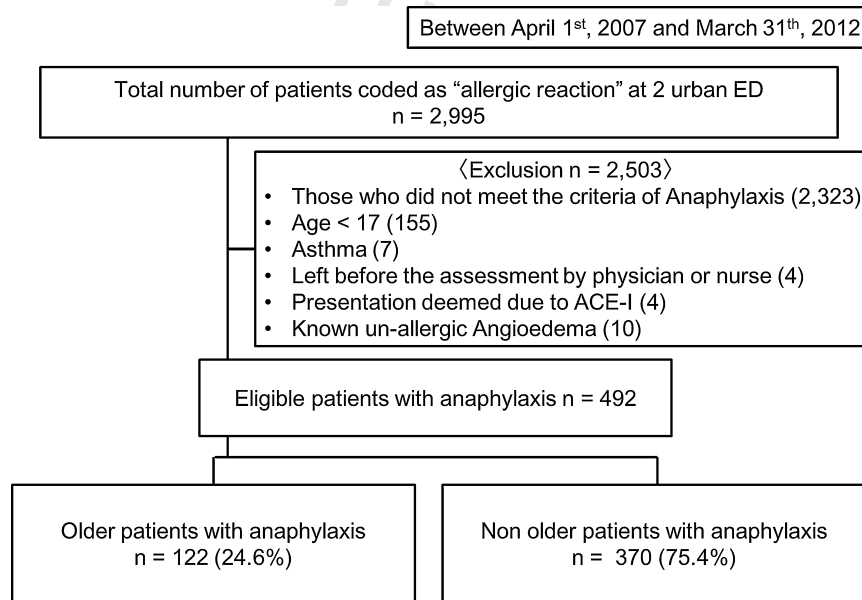 Between April 1st, 2007 and March 31th, 2012
Total number of patients coded as “allergic reaction” at 2 urban ED
n = 2,995
〈Exclusion n = 2,503〉
• Those who did not meet the criteria of Anaphylaxis (2,323)
• Age < 17 (155)
• Asthma (7)
• Left before the assessment by physician or nurse (4)
• Presentation deemed due to ACE-I (4)
• Known un-allergic Angioedema (10)
Eligible patients with anaphylaxis n = 492
Older patients with anaphylaxis
n = 122 (24.6%)
Non older patients with anaphylaxis
n = 370 (75.4%)